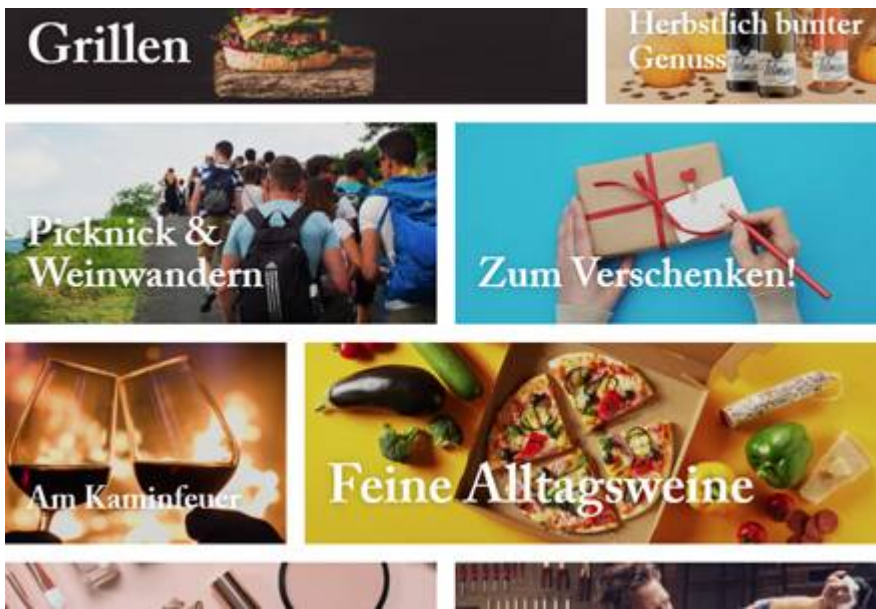 Grillen
Herbstlich bunter
Genuss
Picknick &
Weinwandern
Zum Verschenken!
Am Kaminfeuer
Feine Alltagsweine